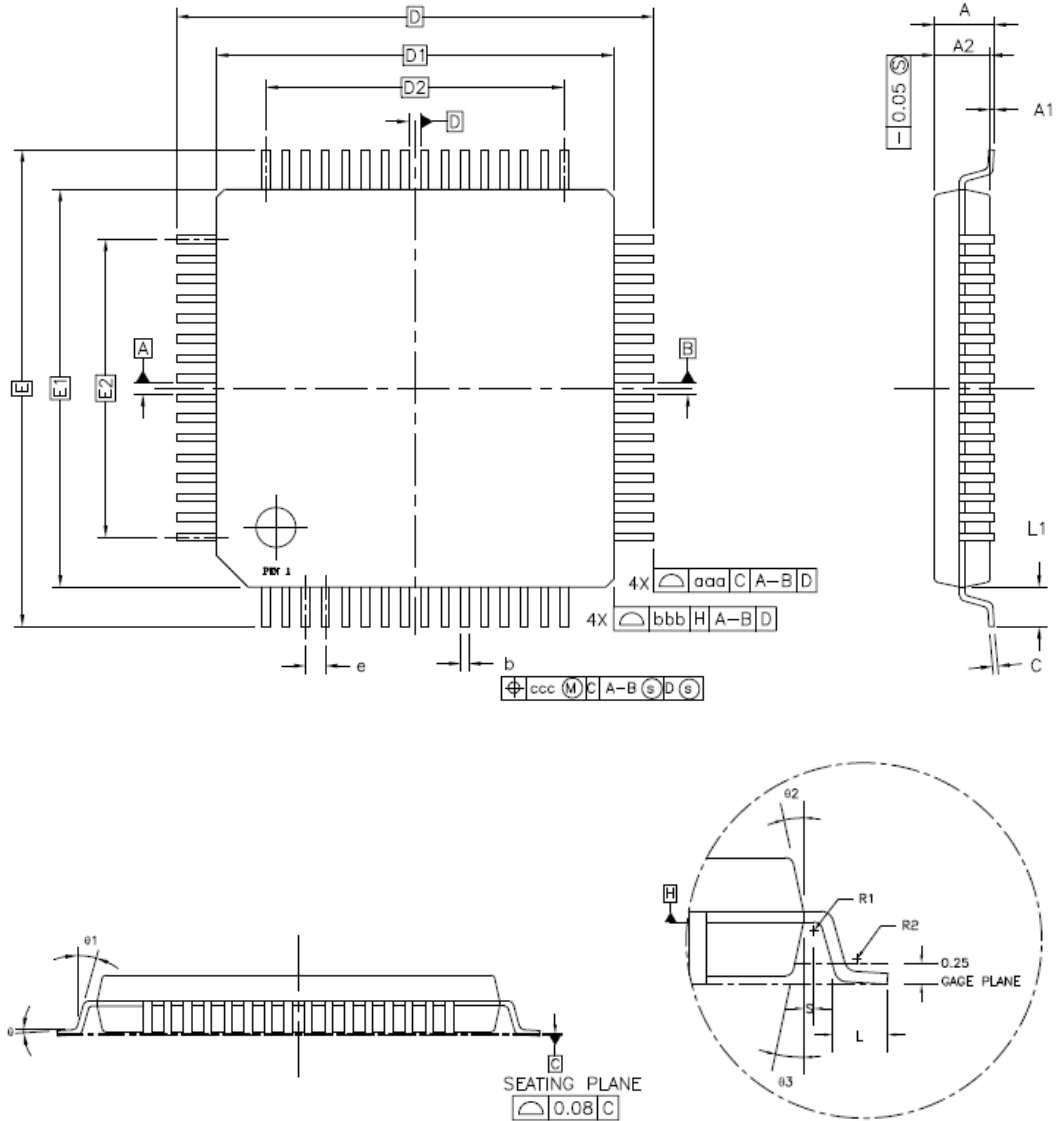 D
D1
D2
D
A
A2
− 0.05 Ⓢ
A1
E
E1
E2
A
B
PIN 1
4X ⌓ aaa C A−B D
4X ⌓ bbb H A−B D
e
b
⌖ ccc Ⓜ C A−B ⓢ D ⓢ
L1
C
θ2
H
R1
R2
0.25
GAGE PLANE
S
L
θ3
θ1
θ
C
SEATING PLANE
⌓ 0.08 C